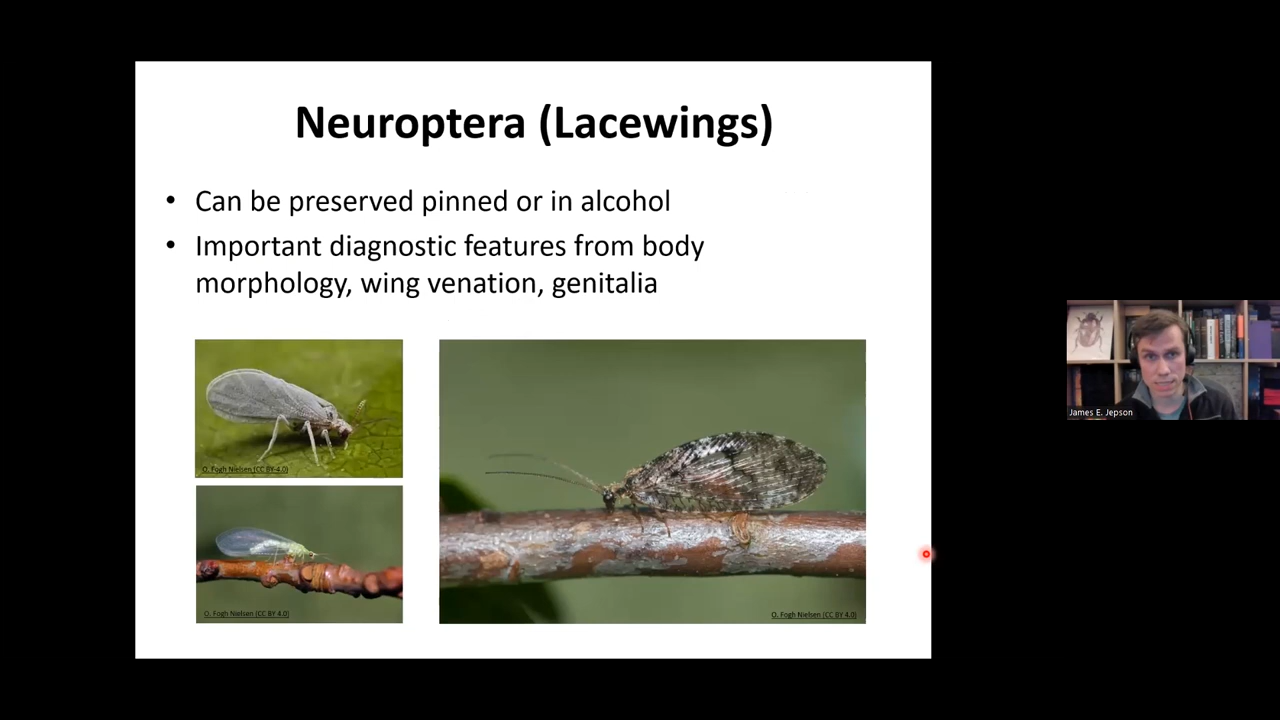 Neuroptera (Lacewings)
• Can be preserved pinned or in alcohol
• Important diagnostic features from body
morphology, wing venation, genitalia
O. Fogh Nielsen (CC BY 4.0)
O. Fogh Nielsen (CC BY 4.0)
O. Fogh Nielsen (CC BY 4.0)
James E. Jepson